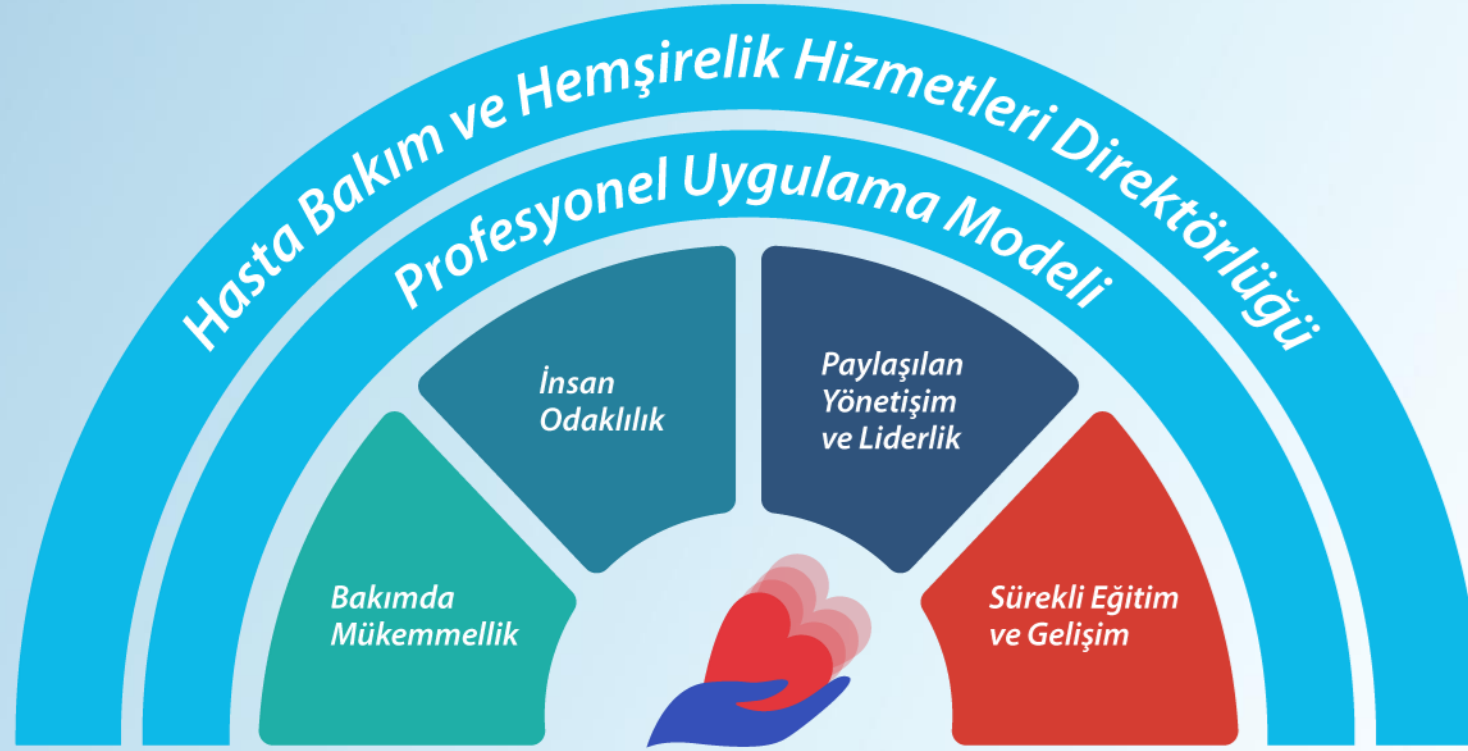 Hasta Bakım ve Hemşirelik Hizmetleri Direktörlüğü
Profesyonel Uygulama Modeli
Bakımda
Mükemmellik
İnsan
Odaklılık
Paylaşılan
Yönetişim
ve Liderlik
Sürekli Eğitim
ve Gelişim